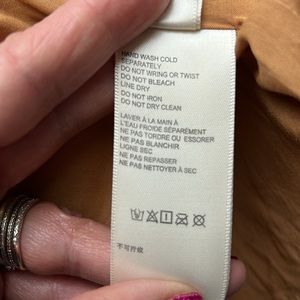 HAND WASH COLD
SEPARATELY
DO NOT WRING OR TWIST
DO NOT BLEACH
LINE DRY
DO NOT IRON
DO NOT DRY CLEAN
LAVER À LA MAIN À
L'EAU FROIDE SÉPARÉMENT
NE PAS TORDRE OU ESSORER
NE PAS BLANCHIR
LIGNE SEC
NE PAS REPASSER
NE PAS NETTOYER À SEC
不可拧绞